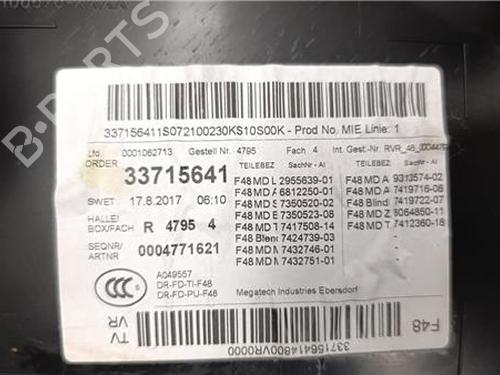 337156411S072100230KS10S00K - Prod No, MIE Linie: 1
Lfd. 0001062713 Gestell Nr. 4795 Fach: 4 Int. Gest.-Nr.
ORDER 33715641
SWET 17.8.2017 06:10
HALLE/
BOX/FACH R 4795 4
SEQNR/
ARTNR 0004771621
TEILEBEZ SachNr - AI TEILEBEZ SachNr - AI
F48 MD L 2955639-01 F48 MD A 9313574-02
F48 MD A 6812250-01 F48 MD A 7419716-08
F48 MD S 7350520-02 F48 Blind 7419722-07
F48 MD E 7350523-08 F48 MD Z 8064850-11
F48 MD T 7417508-14 F48 MD T 7412360-18
F48 Blend 7424739-03
F48 MD M 7432746-01
F48 MD M 7432751-01
CCC
A049557
DR-FD-TI-F48
DR-FD-PU-F48
Megatech Industries Ebersdorf
TV
VR
337156414800VR0000
F48
B-PARTS